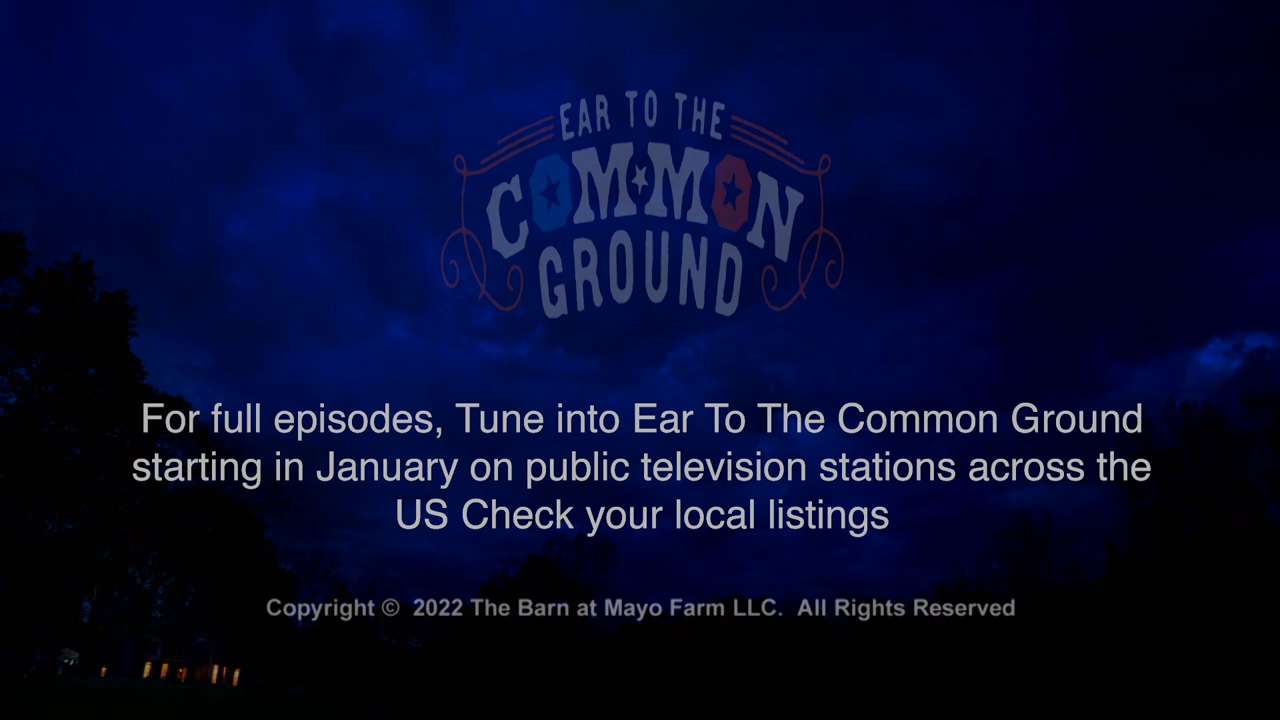 EAR TO THE
COMMON
GROUND
For full episodes, Tune into Ear To The Common Ground
starting in January on public television stations across the
US Check your local listings
Copyright © 2022 The Barn at Mayo Farm LLC. All Rights Reserved